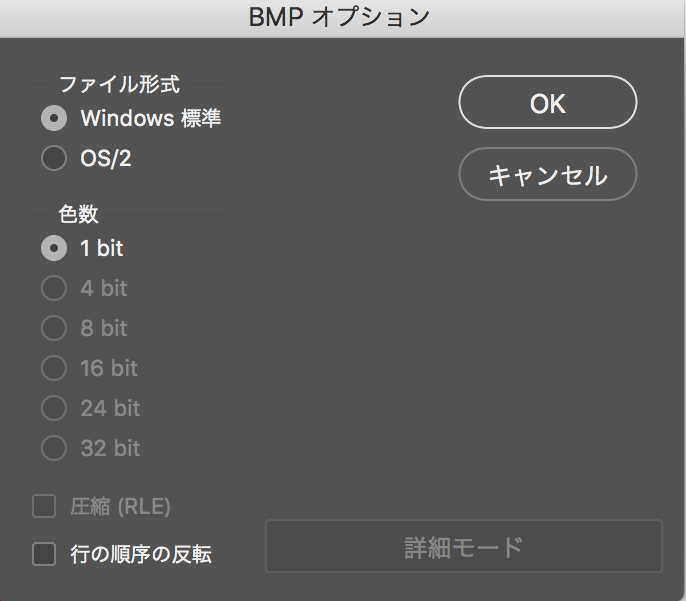 BMP オプション
ファイル形式
Windows 標準
OS/2
OK
キャンセル
色数
1 bit
4 bit
8 bit
16 bit
24 bit
32 bit
圧縮 (RLE)
行の順序の反転
詳細モード